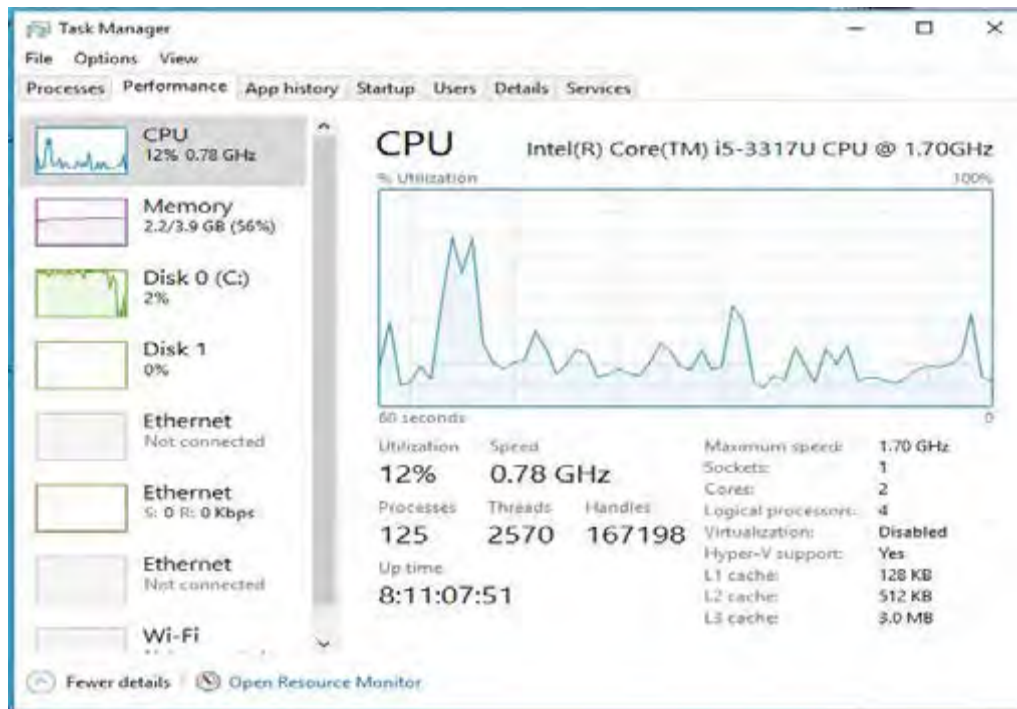 Task Manager
File Options View
Processes Performance App history Startup Users Details Services
CPU
12% 0.78 GHz
Memory
2.2/3.9 GB (56%)
Disk 0 (C:)
2%
Disk 1
0%
Ethernet
Not connected
Ethernet
S: 0 R: 0 Kbps
Ethernet
Not connected
Wi-Fi
CPU Intel(R) Core(TM) i5-3317U CPU @ 1.70GHz
% Utilization 100%
60 seconds 0
Utilization Speed
12% 0.78 GHz
Processes Threads Handles
125 2570 167198
Up time
8:11:07:51
Maximum speed: 1.70 GHz
Sockets: 1
Cores: 2
Logical processors: 4
Virtualization: Disabled
Hyper-V support: Yes
L1 cache: 128 KB
L2 cache: 512 KB
L3 cache: 3.0 MB
Fewer details Open Resource Monitor